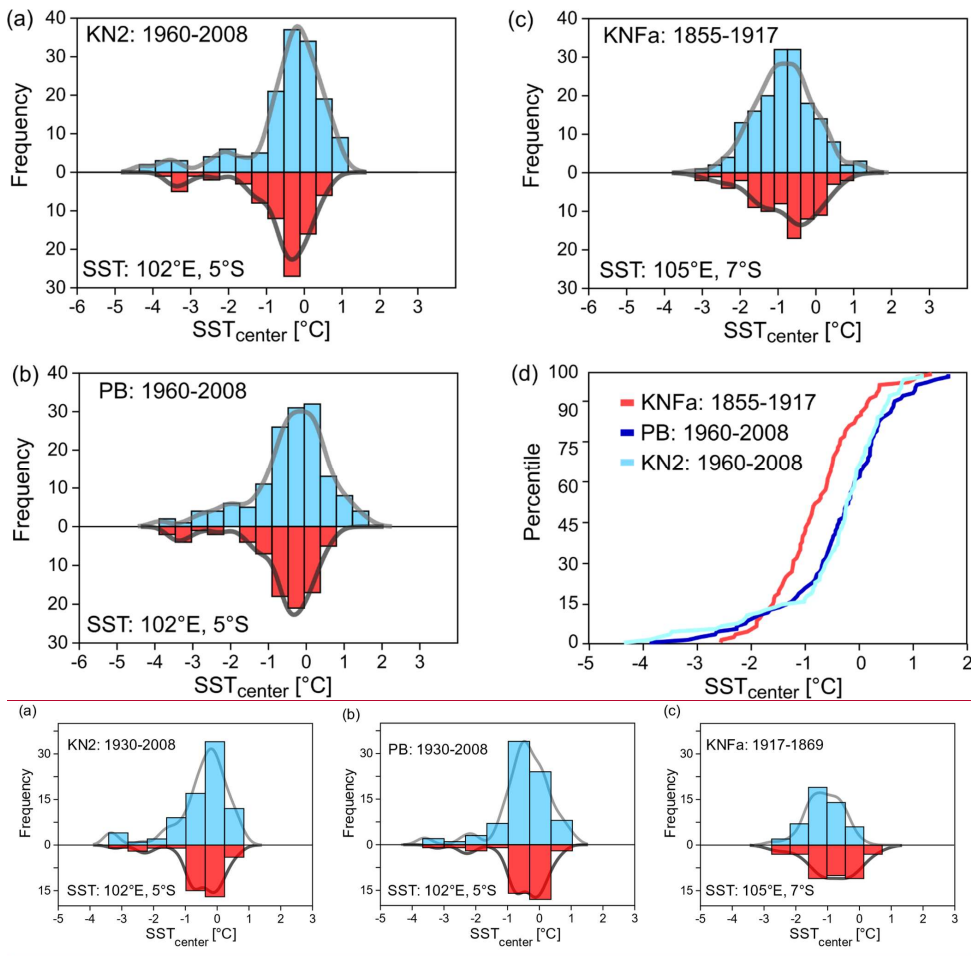 (a)
KN2: 1960-2008
40
30
20
10
0
10
20
30
Frequency
SST: 102°E, 5°S
-6 -5 -4 -3 -2 -1 0 1 2 3
SSTcenter [°C]
(c)
KNFa: 1855-1917
40
30
20
10
0
10
20
30
Frequency
SST: 105°E, 7°S
-6 -5 -4 -3 -2 -1 0 1 2 3
SSTcenter [°C]
(b)
PB: 1960-2008
40
30
20
10
0
10
20
30
Frequency
SST: 102°E, 5°S
-6 -5 -4 -3 -2 -1 0 1 2 3
SSTcenter [°C]
(d)
KNFa: 1855-1917
PB: 1960-2008
KN2: 1960-2008
100
90
75
60
45
30
15
0
Percentile
-5 -4 -3 -2 -1 0 1 2
SSTcenter [°C]
(a)
KN2: 1930-2008
30
15
0
15
Frequency
SST: 102°E, 5°S
-5 -4 -3 -2 -1 0 1 2 3
SSTcenter [°C]
(b)
PB: 1930-2008
30
15
0
15
Frequency
SST: 102°E, 5°S
-5 -4 -3 -2 -1 0 1 2 3
SSTcenter [°C]
(c)
KNFa: 1917-1869
30
15
0
15
Frequency
SST: 105°E, 7°S
-5 -4 -3 -2 -1 0 1 2 3
SSTcenter [°C]